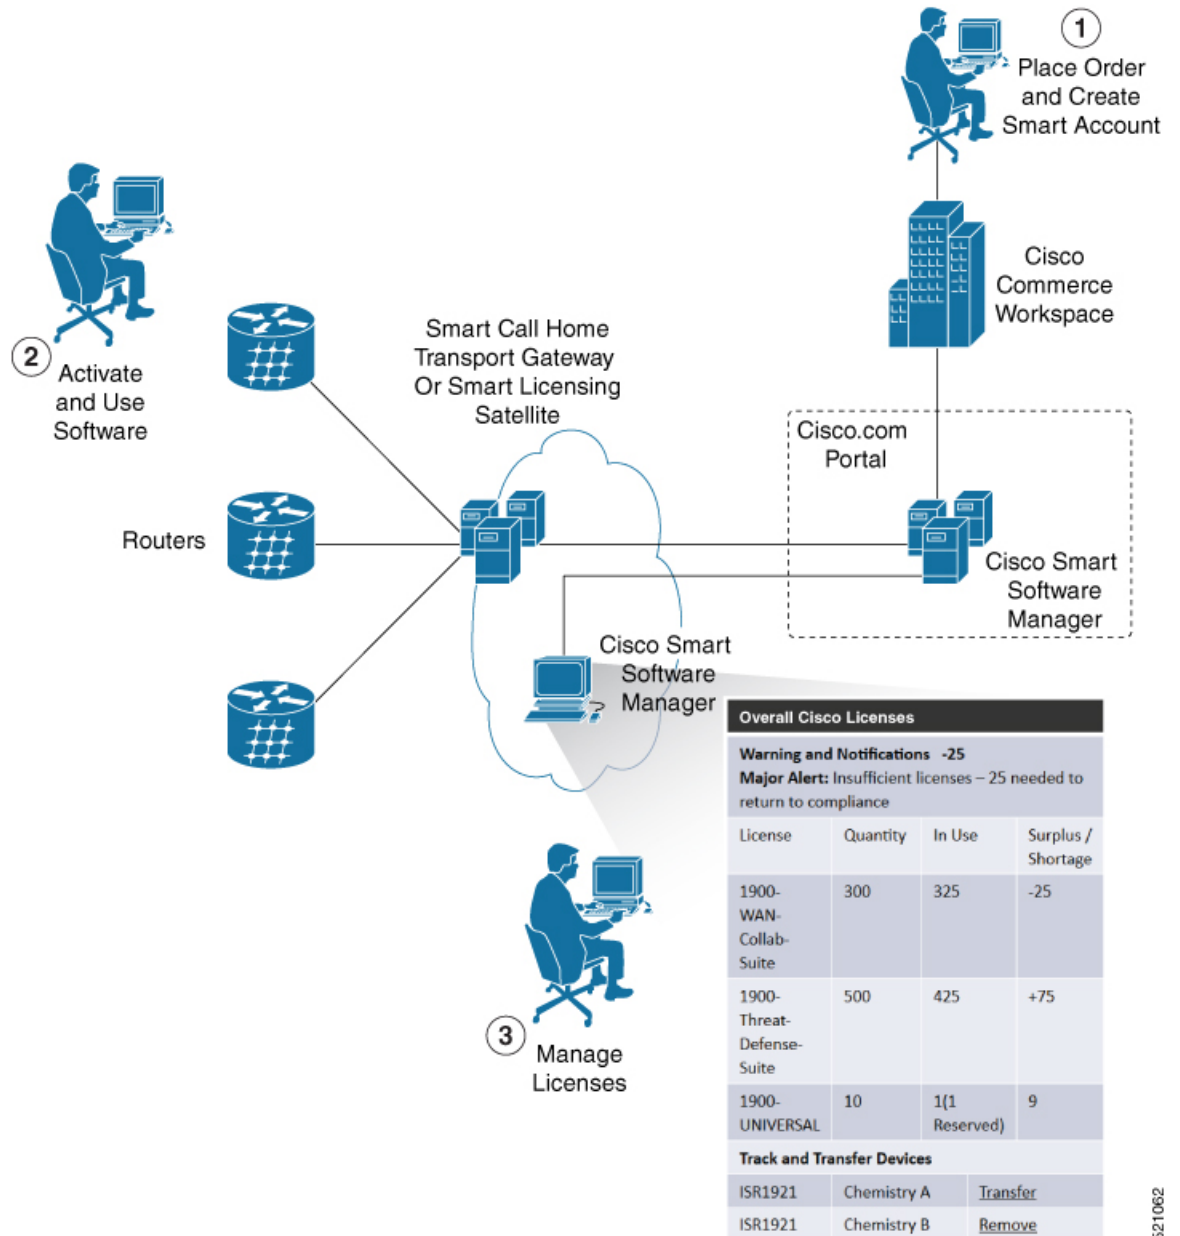 1
Place Order
and Create
Smart Account
Cisco
Commerce
Workspace
2
Activate
and Use
Software
Smart Call Home
Transport Gateway
Or Smart Licensing
Satellite
Cisco.com
Portal
Routers
Cisco Smart
Software
Manager
Cisco Smart
Software
Manager
3
Manage
Licenses
Overall Cisco Licenses
Warning and Notifications -25
Major Alert: Insufficient licenses – 25 needed to
return to compliance
License Quantity In Use Surplus /
Shortage
1900- 300 325 -25
WAN-
Collab-
Suite
1900- 500 425 +75
Threat-
Defense-
Suite
1900- 10 1(1 9
UNIVERSAL Reserved)
Track and Transfer Devices
ISR1921 Chemistry A Transfer
ISR1921 Chemistry B Remove
521062